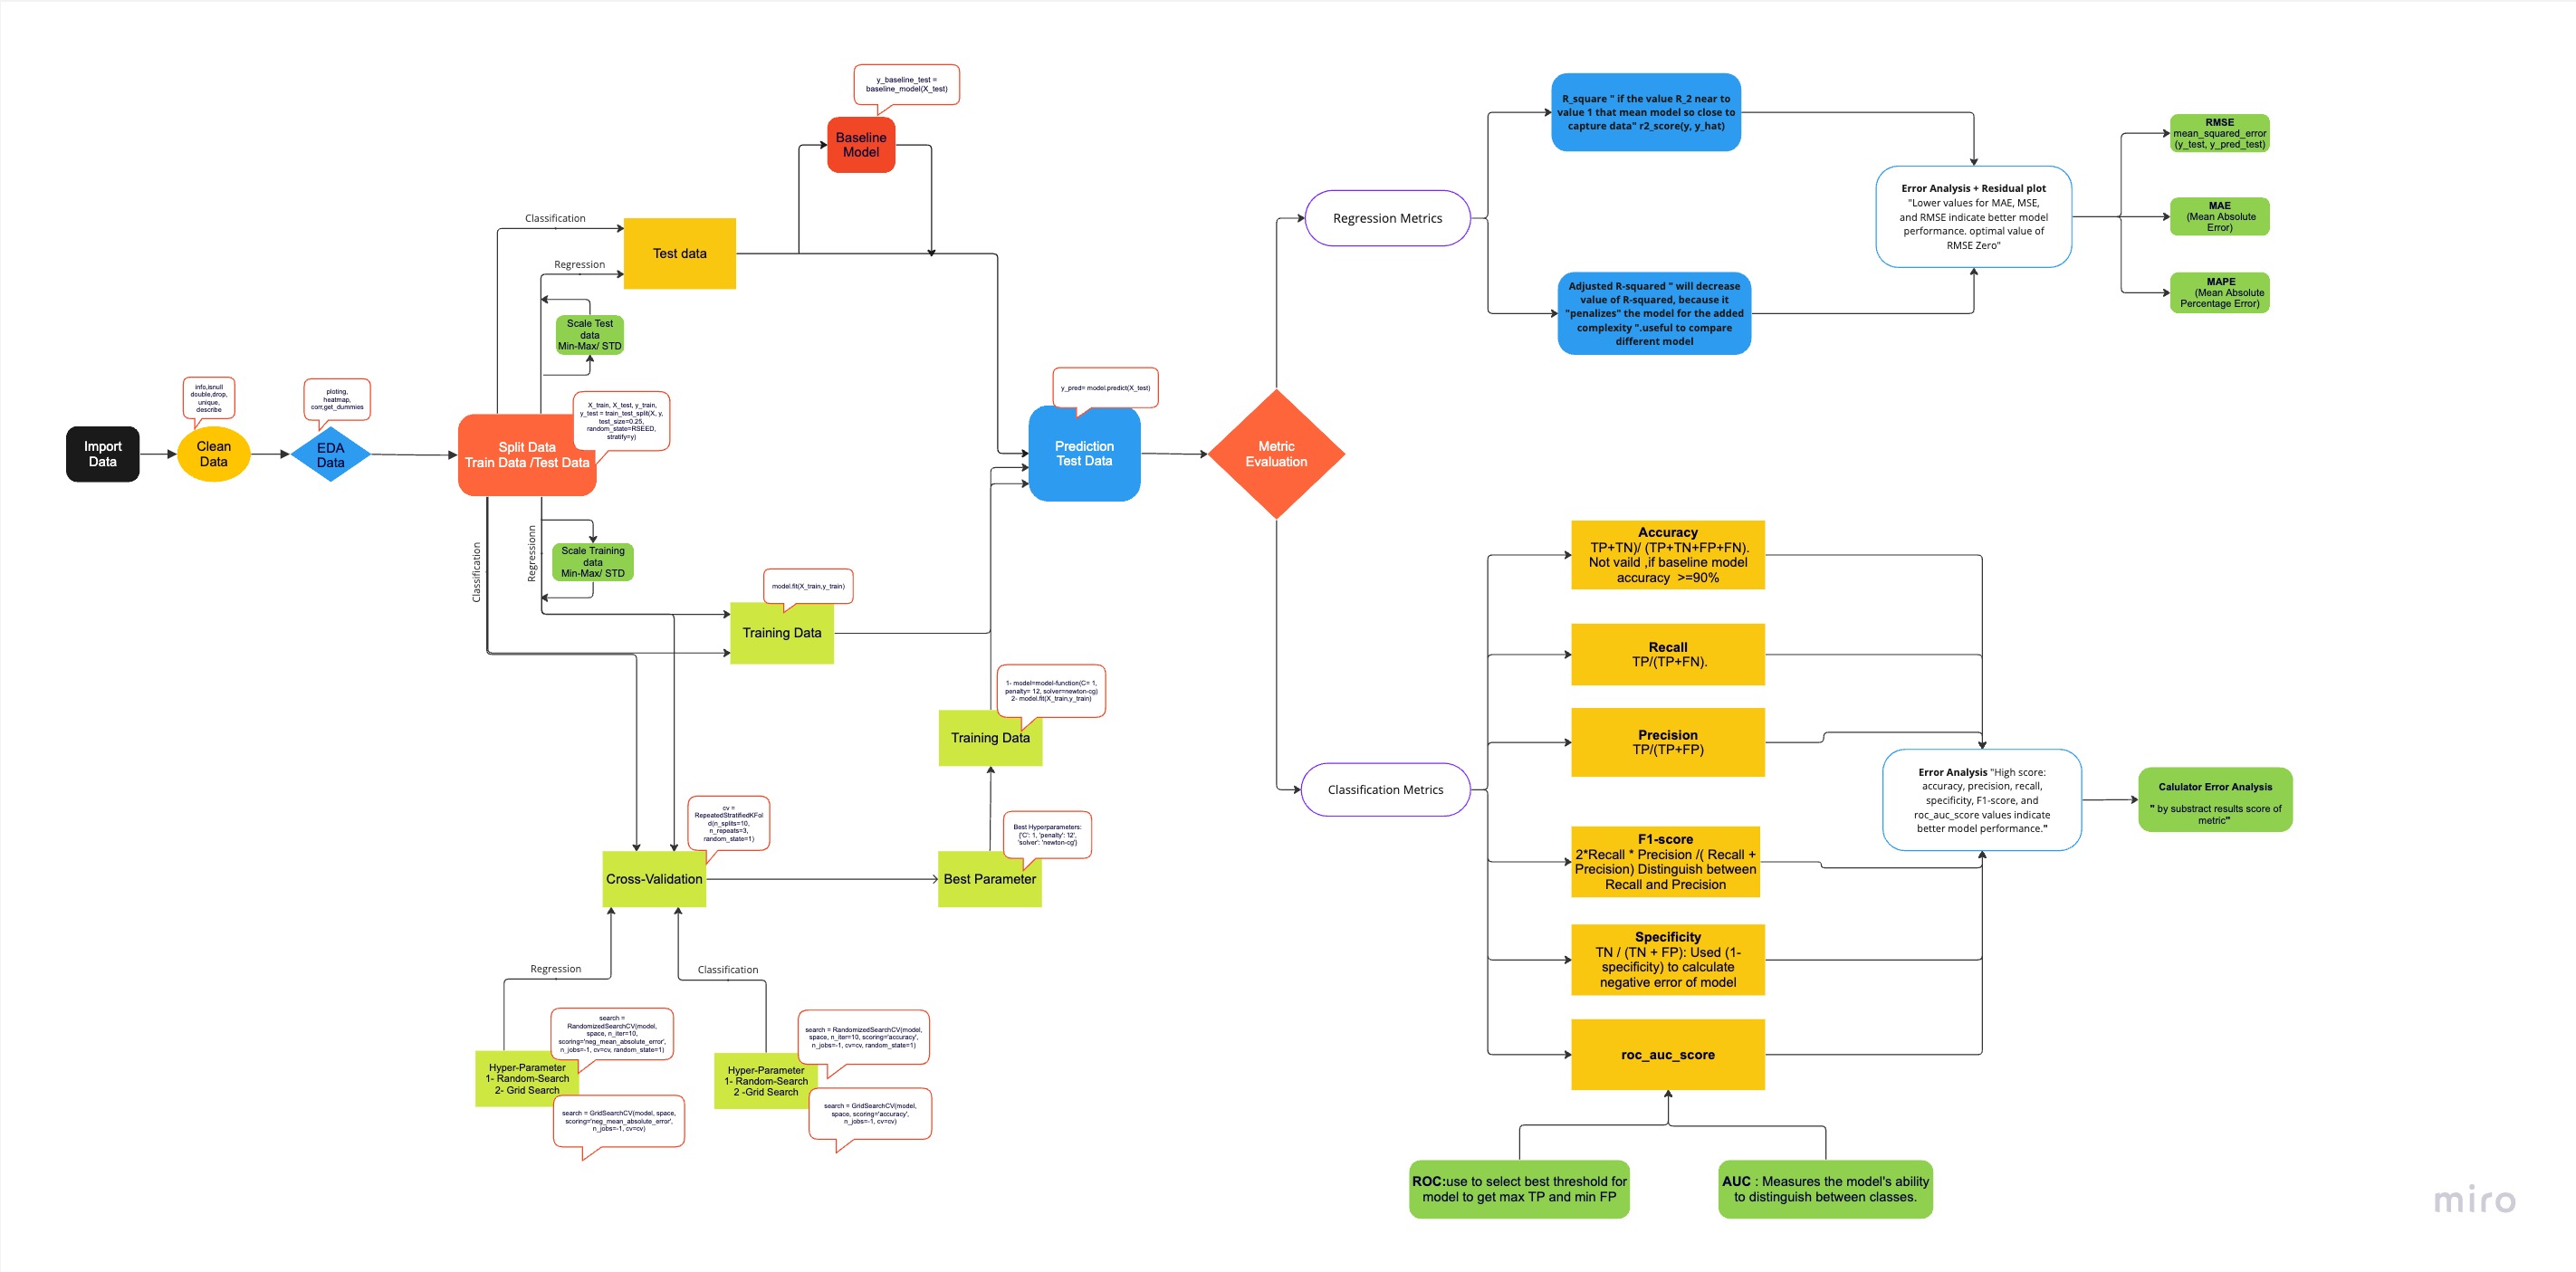 Import
Data
info,isnull
double,drop,
unique,
describe
Clean
Data
ploting,
heatmap,
corr,get_dummies
EDA
Data
Split Data
Train Data /Test Data
X_train, X_test, y_train,
y_test = train_test_split(X, y,
test_size=0.25,
random_state=RSEED,
stratify=y)
Classification
Regression
Scale Test
data
Min-Max/ STD
Test data
y_baseline_test =
baseline_model(X_test)
Baseline
Model
Classification
Regressionn
Scale Training
data
Min-Max/ STD
model.fit(X_train,y_train)
Training Data
cv =
RepeatedStratifiedKFol
d(n_splits=10,
n_repeats=3,
random_state=1)
Cross-Validation
Regression
Classification
search =
RandomizedSearchCV(model,
space, n_iter=10,
scoring='neg_mean_absolute_error',
n_jobs=-1, cv=cv, random_state=1)
Hyper-Parameter
1- Random-Search
2- Grid Search
search = GridSearchCV(model, space,
scoring='neg_mean_absolute_error',
n_jobs=-1, cv=cv)
search = RandomizedSearchCV(model,
space, n_iter=10, scoring='accuracy',
n_jobs=-1, cv=cv, random_state=1)
Hyper-Parameter
1- Random-Search
2 -Grid Search
search = GridSearchCV(model,
space, scoring='accuracy',
n_jobs=-1, cv=cv)
Best Hyperparameters:
{'C': 1, 'penalty': 'l2',
'solver': 'newton-cg'}
Best Parameter
1- model=model-function(C= 1,
penalty= 12, solver=newton-cg)
2- model.fit(X_train,y_train)
Training Data
y_pred= model.predict(X_test)
Prediction
Test Data
Metric
Evaluation
Regression Metrics
R_square " if the value R_2 near to
value 1 that mean model so close to
capture data" r2_score(y, y_hat)
Adjusted R-squared " will decrease
value of R-squared, because it
"penalizes" the model for the added
complexity ".useful to compare
different model
Error Analysis + Residual plot
"Lower values for MAE, MSE,
and RMSE indicate better model
performance. optimal value of
RMSE Zero"
RMSE
mean_squared_error
(y_test, y_pred_test)
MAE
(Mean Absolute
Error)
MAPE
(Mean Absolute
Percentage Error)
Classification Metrics
Accuracy
TP+TN)/ (TP+TN+FP+FN).
Not vaild ,if baseline model
accuracy >=90%
Recall
TP/(TP+FN).
Precision
TP/(TP+FP)
F1-score
2*Recall * Precision /( Recall +
Precision) Distinguish between
Recall and Precision
Specificity
TN / (TN + FP): Used (1-
specificity) to calculate
negative error of model
roc_auc_score
ROC:use to select best threshold for
model to get max TP and min FP
AUC : Measures the model's ability
to distinguish between classes.
Error Analysis "High score:
accuracy, precision, recall,
specificity, F1-score, and
roc_auc_score values indicate
better model performance."
Calulator Error Analysis
" by substract results score of
metric"
miro